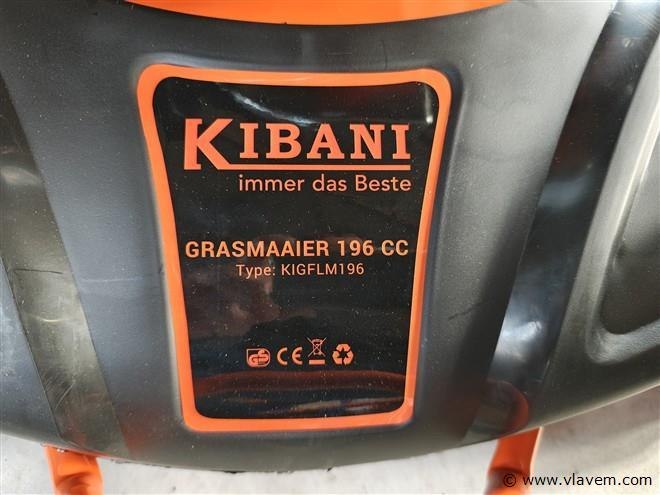 KIBANI
immer das Beste
GRASMAAIER 196 CC
Type: KIGFLM196
CE
© www.vlavem.com